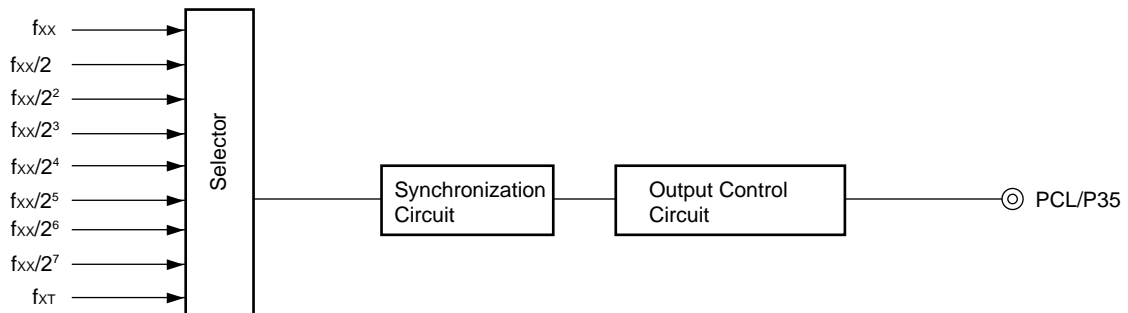 fxx
fxx/2
fxx/2²
fxx/2³
fxx/2⁴
fxx/2⁵
fxx/2⁶
fxx/2⁷
fxT
Selector
Synchronization
Circuit
Output Control
Circuit
PCL/P35